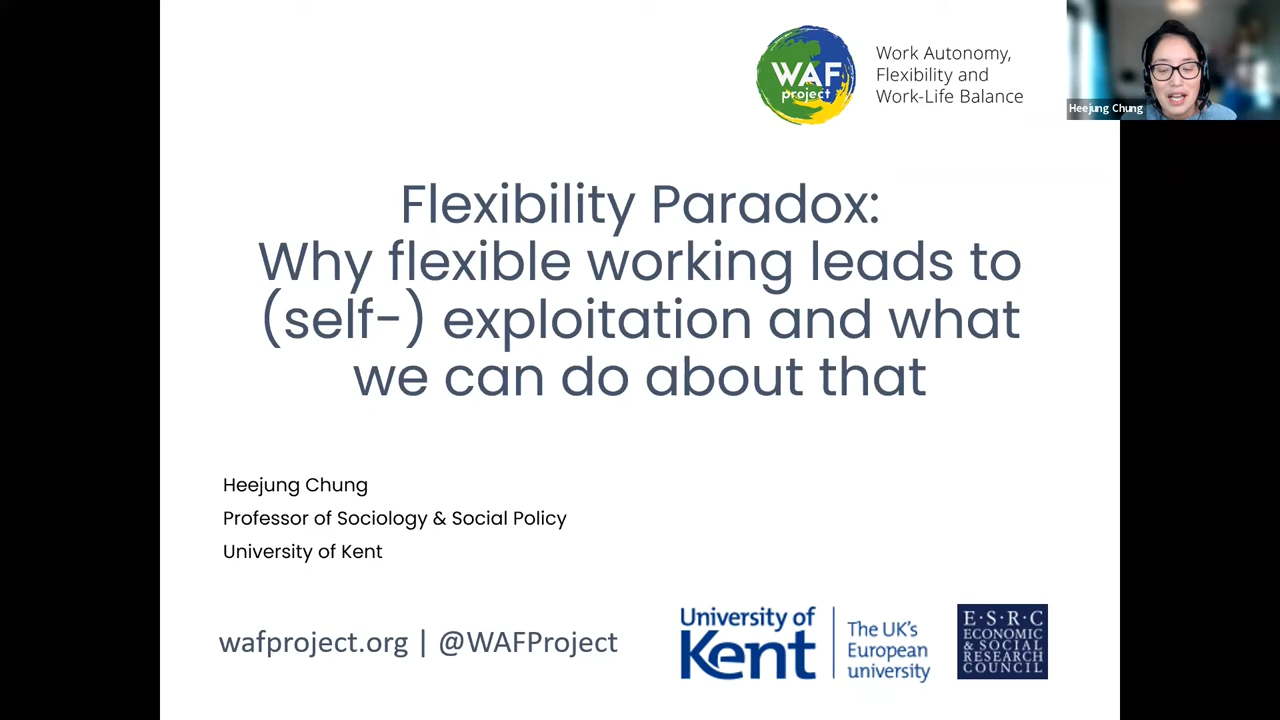 WAF
project
Work Autonomy,
Flexibility and
Work-Life Balance
Heejung Chung
Flexibility Paradox:
Why flexible working leads to
(self-) exploitation and what
we can do about that
Heejung Chung
Professor of Sociology & Social Policy
University of Kent
wafproject.org | @WAFProject
University of
Kent
The UK's
European
university
E·S·R·C
ECONOMIC
& SOCIAL
RESEARCH
COUNCIL